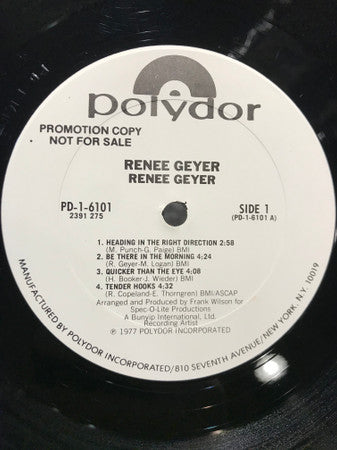 polydor
PROMOTION COPY
NOT FOR SALE
RENEE GEYER
RENEE GEYER
PD-1-6101
2391 275
SIDE 1
(PD-1-6101 A)
1. HEADING IN THE RIGHT DIRECTION 2:58
(M. Punch-G. Paige) BMI
2. BE THERE IN THE MORNING 4:24
(R. Geyer-M. Logan) BMI
3. QUICKER THAN THE EYE 4:08
(H. Booker-J. Wieder) BMI
4. TENDER HOOKS 4:32
(R. Copeland-E. Thorngren) BMI/ASCAP
Arranged and Produced by Frank Wilson for
Spec-O-Lite Productions
A Bunyip International, Ltd.
Recording Artist
℗ 1977 POLYDOR INCORPORATED
MANUFACTURED BY POLYDOR INCORPORATED/810 SEVENTH AVENUE/NEW YORK, N.Y. 10019